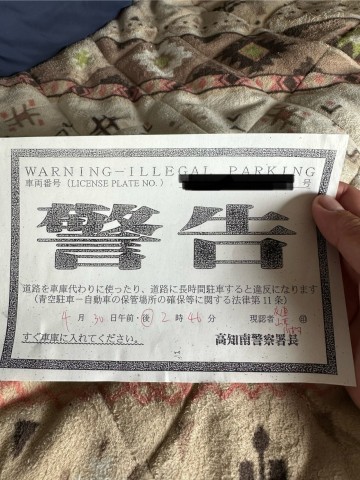 WARNING-ILLEGAL PARKING
車両番号(LICENSE PLATE NO.) 号
警告
道路を車庫代わりに使ったり、道路に長時間駐車すると違反になります
(青空駐車ー自動車の保管場所の確保等に関する法律第11条)
4月30日午前・後2時46分 現認者 ㊞
すぐ車庫に入れてください。 高知南警察署長